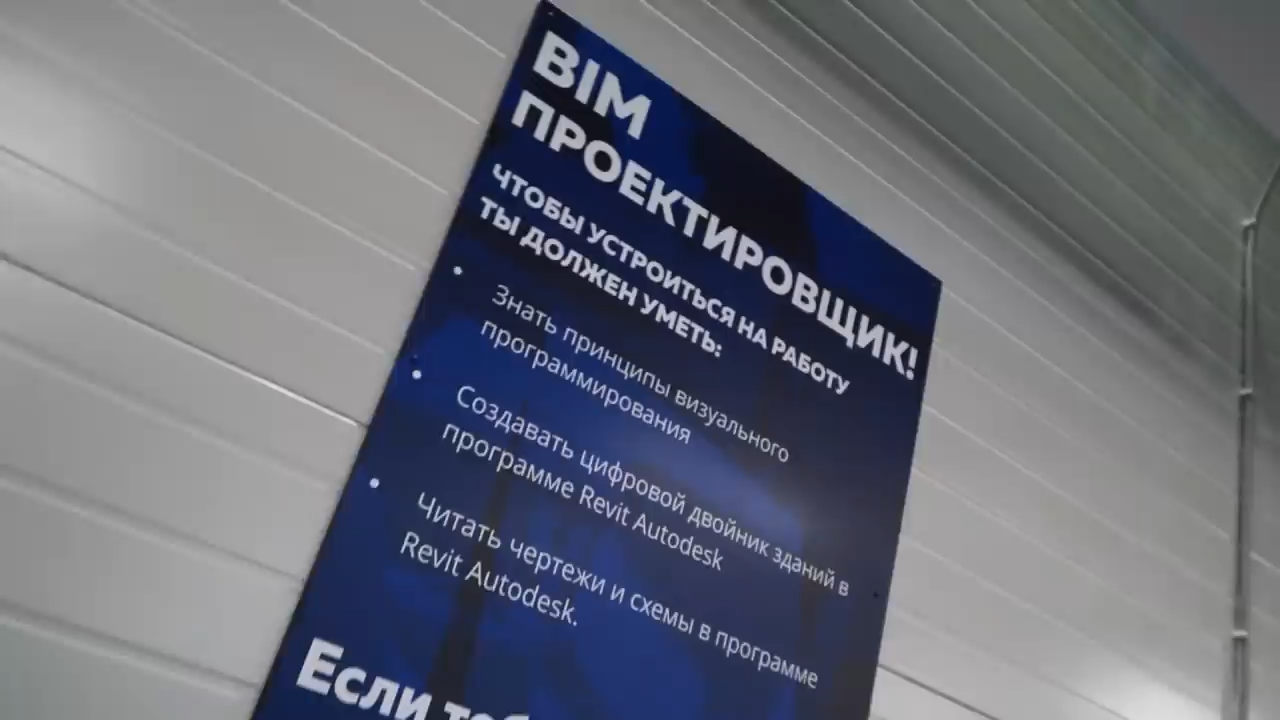 BIM
ПРОЕКТИРОВЩИК!
ЧТОБЫ УСТРОИТЬСЯ НА РАБОТУ
ТЫ ДОЛЖЕН УМЕТЬ:
• Знать принципы визуального
программирования
• Создавать цифровой двойник зданий в
программе Revit Autodesk
• Читать чертежи и схемы в программе
Revit Autodesk.
Если